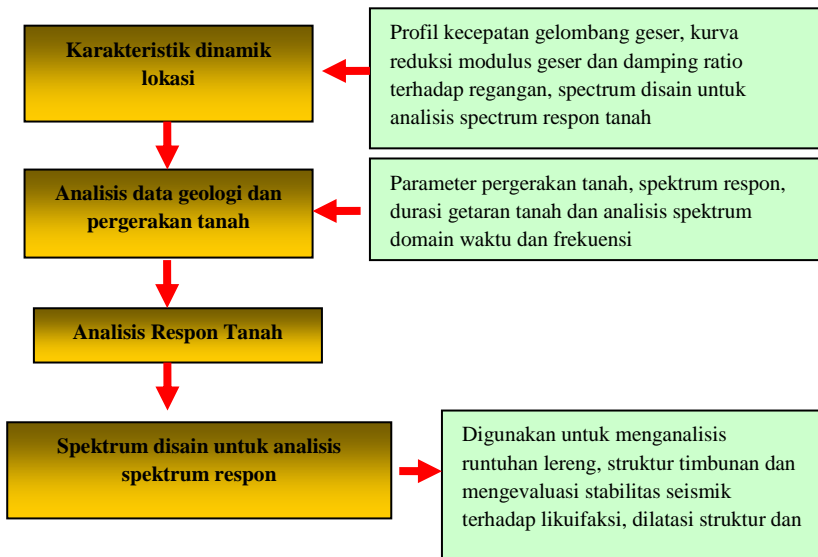 Karakteristik dinamik
lokasi
Profil kecepatan gelombang geser, kurva
reduksi modulus geser dan damping ratio
terhadap regangan, spectrum disain untuk
analisis spectrum respon tanah
Analisis data geologi dan
pergerakan tanah
Parameter pergerakan tanah, spektrum respon,
durasi getaran tanah dan analisis spektrum
domain waktu dan frekuensi
Analisis Respon Tanah
Spektrum disain untuk analisis
spektrum respon
Digunakan untuk menganalisis
runtuhan lereng, struktur timbunan dan
mengevaluasi stabilitas seismik
terhadap likuifaksi, dilatasi struktur dan